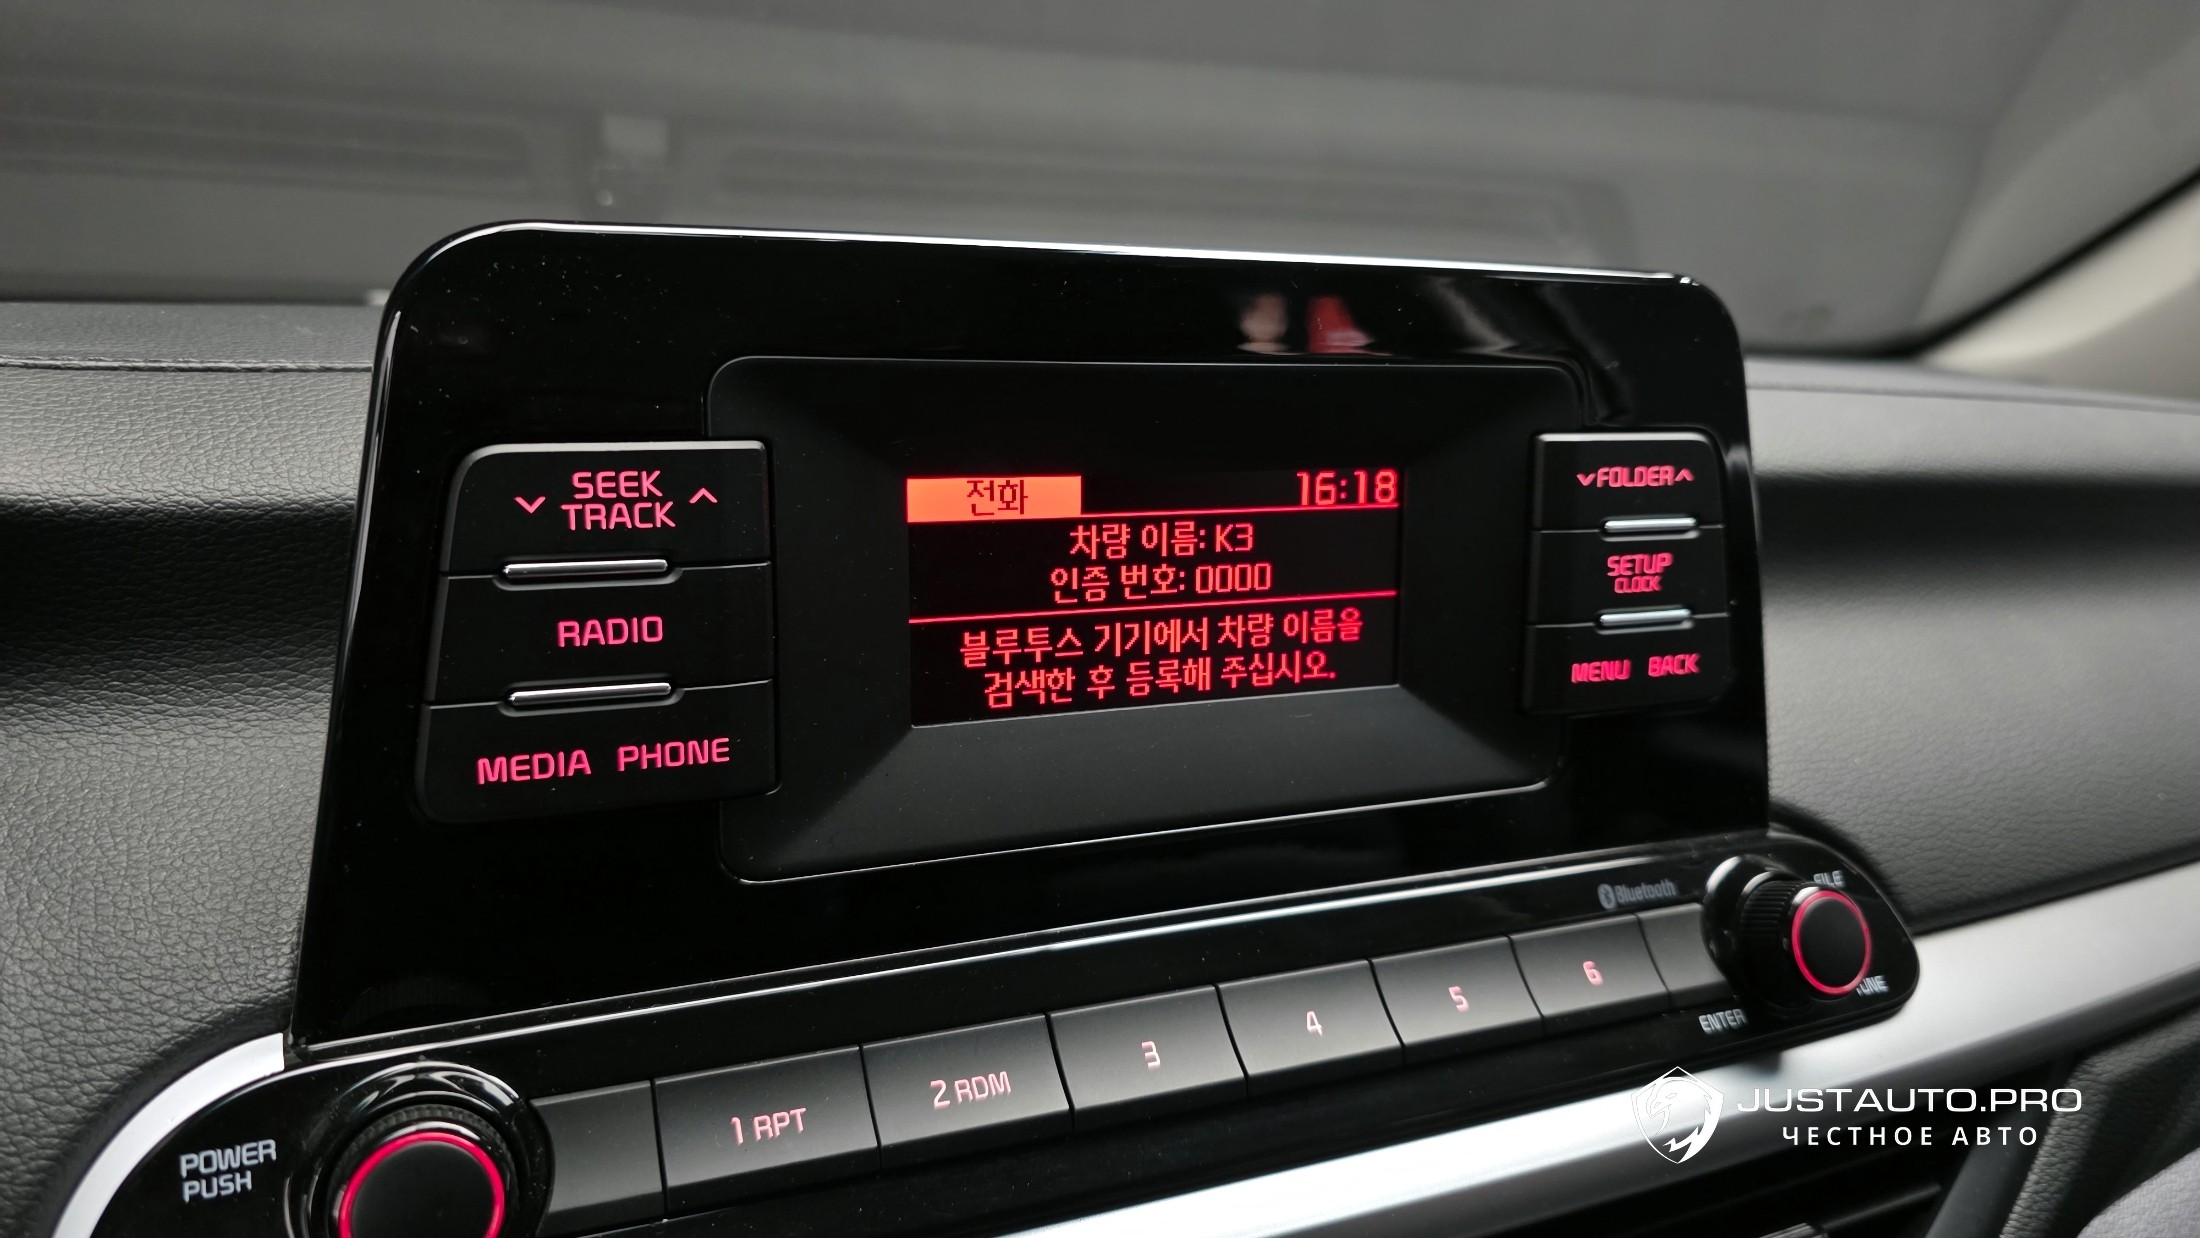 SEEK
TRACK
RADIO
MEDIA PHONE
전화 16:18
차량 이름: K3
인증 번호: 0000
블루투스 기기에서 차량 이름을
검색한 후 등록해 주십시오.
FOLDER
SETUP
CLOCK
MENU BACK
Bluetooth
FILE
TUNE
ENTER
POWER
PUSH
1 RPT
2 RDM
3
4
5
6
JUSTAUTO.PRO
ЧЕСТНОЕ АВТО